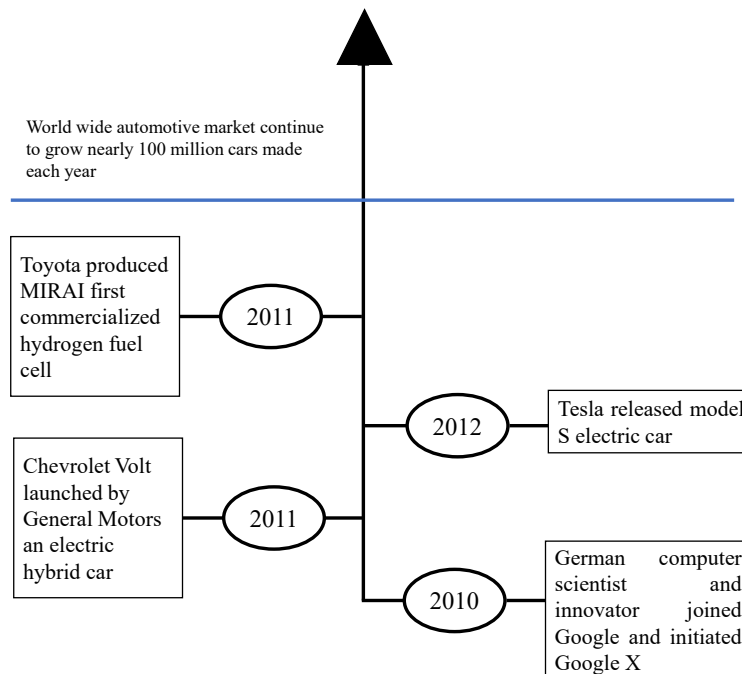 World wide automotive market continue
to grow nearly 100 million cars made
each year
Toyota produced
MIRAI first
commercialized
hydrogen fuel
cell
2011
2012
Tesla released model
S electric car
Chevrolet Volt
launched by
General Motors
an electric
hybrid car
2011
2010
German computer
scientist and
innovator joined
Google and initiated
Google X